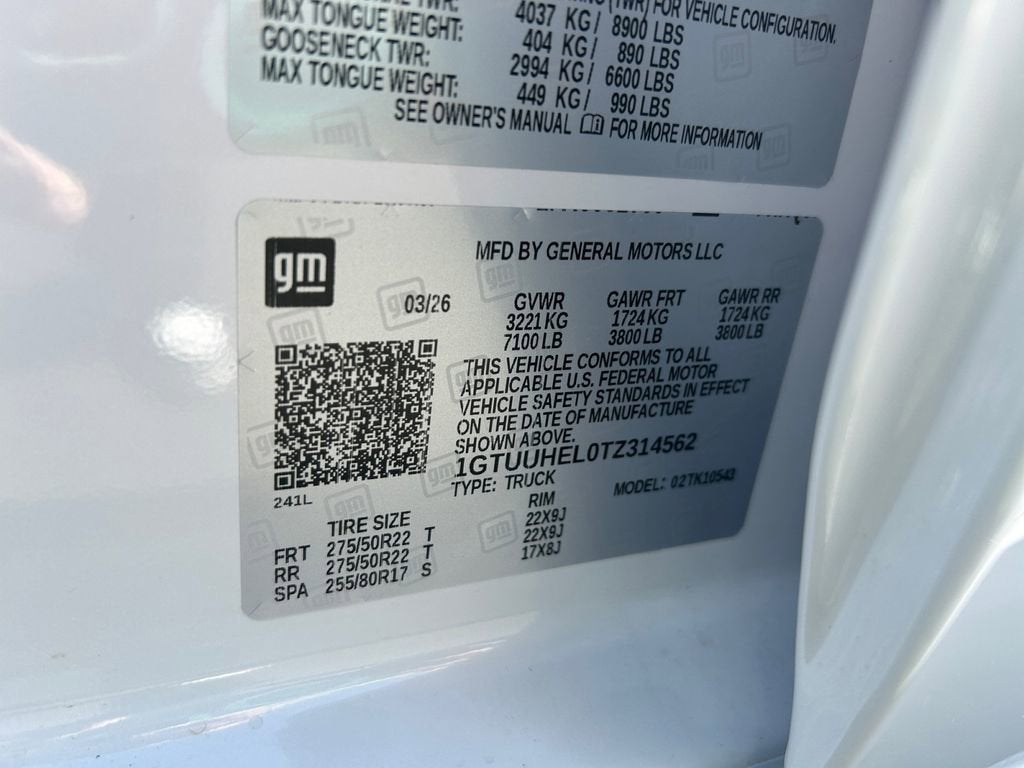 (TWR) FOR VEHICLE CONFIGURATION.
MAX TONGUE WEIGHT: 4037 KG/ 8900 LBS
GOOSENECK TWR: 404 KG/ 890 LBS
MAX TONGUE WEIGHT: 2994 KG/ 6600 LBS
449 KG/ 990 LBS
SEE OWNER'S MANUAL FOR MORE INFORMATION
gm
MFD BY GENERAL MOTORS LLC
03/26 GVWR GAWR FRT GAWR RR
3221 KG 1724 KG 1724 KG
7100 LB 3800 LB 3800 LB
THIS VEHICLE CONFORMS TO ALL
APPLICABLE U.S. FEDERAL MOTOR
VEHICLE SAFETY STANDARDS IN EFFECT
ON THE DATE OF MANUFACTURE
SHOWN ABOVE.
1GTUUHEL0TZ314562
TYPE: TRUCK MODEL: 02TK10543
241L
TIRE SIZE RIM
FRT 275/50R22 T 22X9J
RR 275/50R22 T 22X9J
SPA 255/80R17 S 17X8J